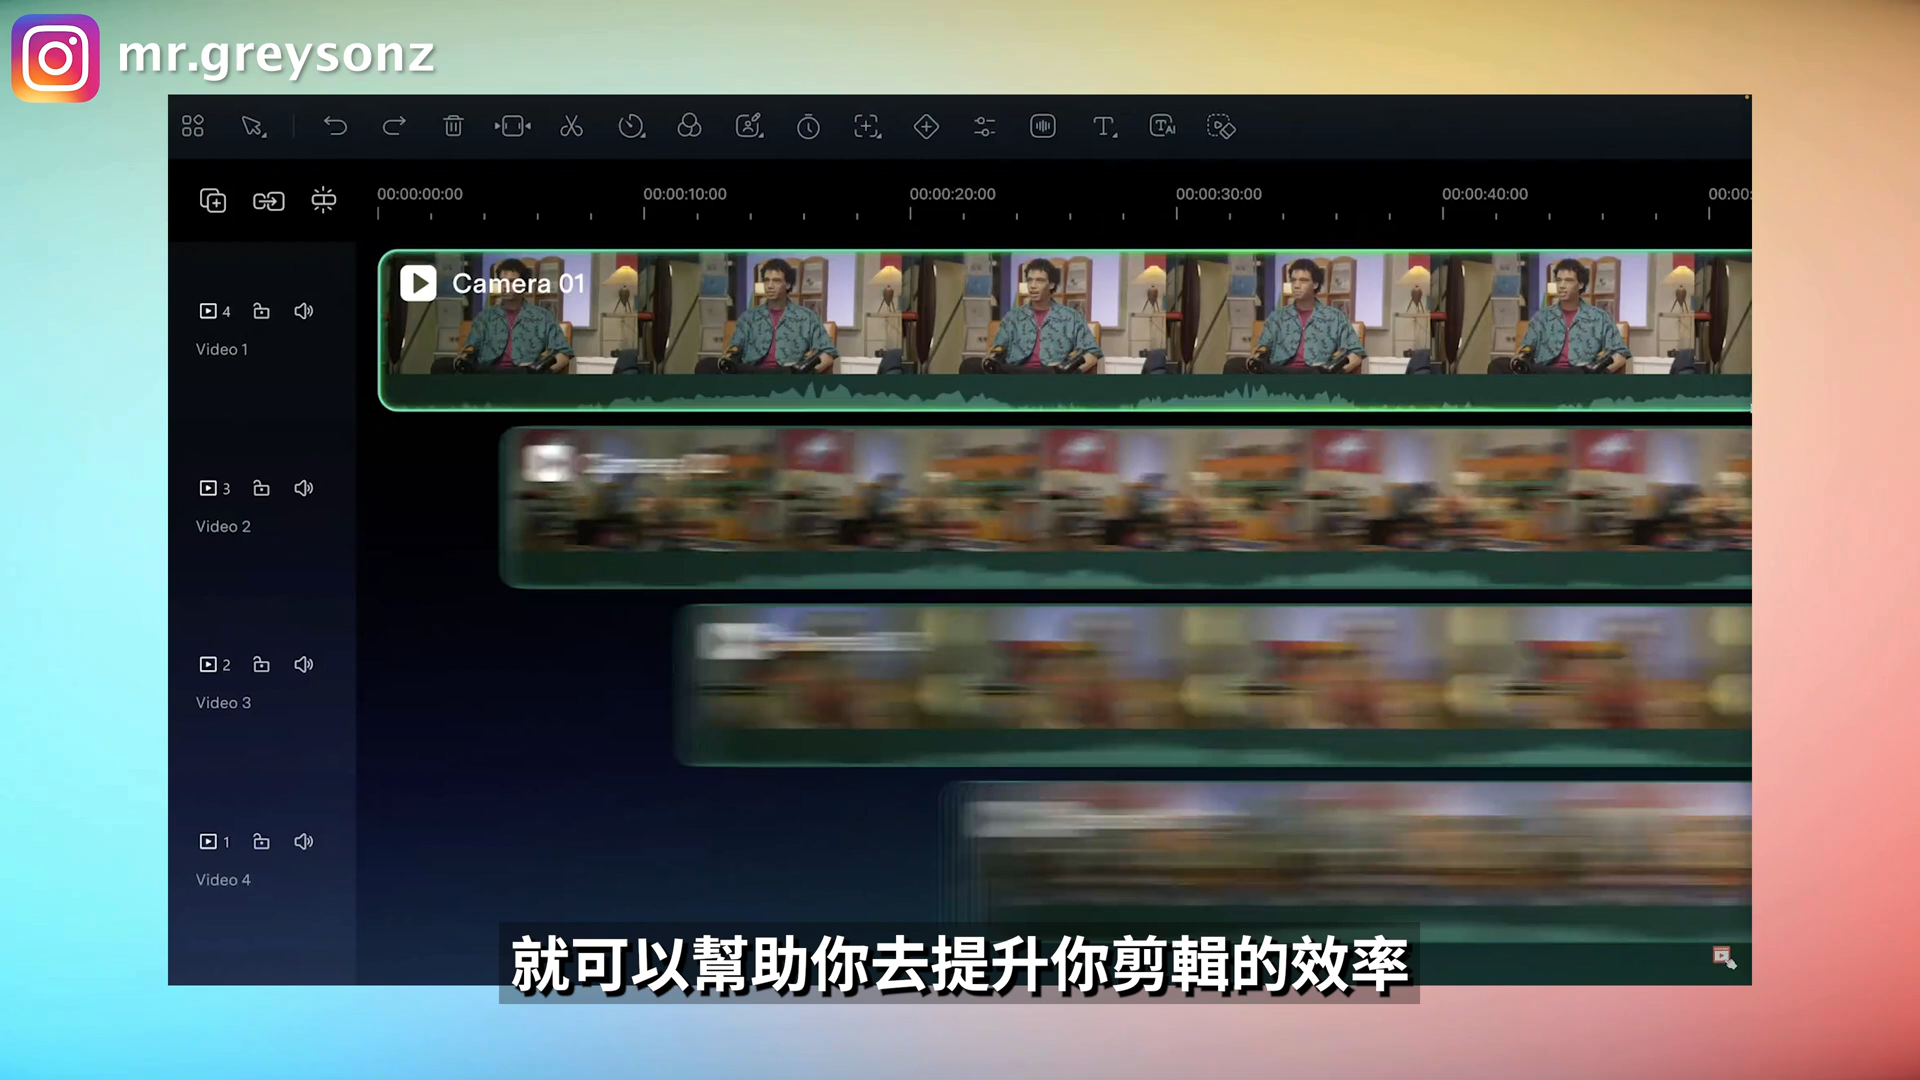 mr.greysonz
00:00:00:00
00:00:10:00
00:00:20:00
00:00:30:00
00:00:40:00
00:00:
Camera 01
4
Video 1
3
Video 2
2
Video 3
1
Video 4
就可以幫助你去提升你剪輯的效率